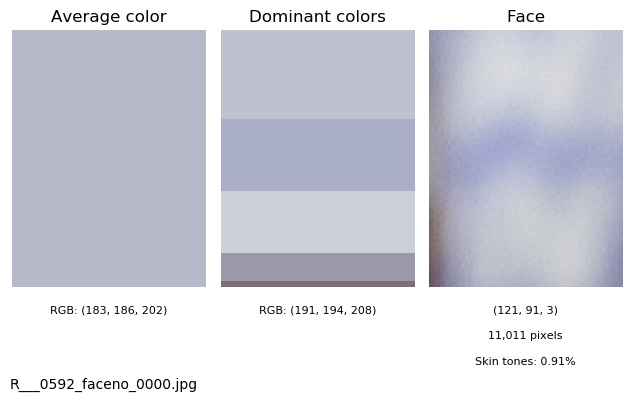 Average color
Dominant colors
Face
RGB: (183, 186, 202)
RGB: (191, 194, 208)
(121, 91, 3)
11,011 pixels
Skin tones: 0.91%
R___0592_faceno_0000.jpg